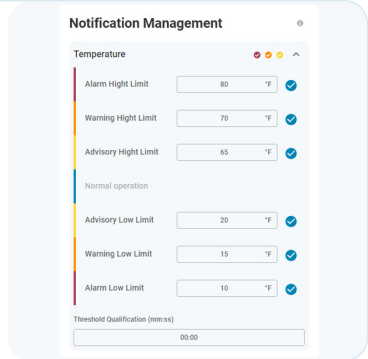 Notification Management
Temperature
Alarm Hight Limit 80 °F
Warning Hight Limit 70 °F
Advisory Hight Limit 65 °F
Normal operation
Advisory Low Limit 20 °F
Warning Low Limit 15 °F
Alarm Low Limit 10 °F
Threshold Qualification (mm:ss)
00:00